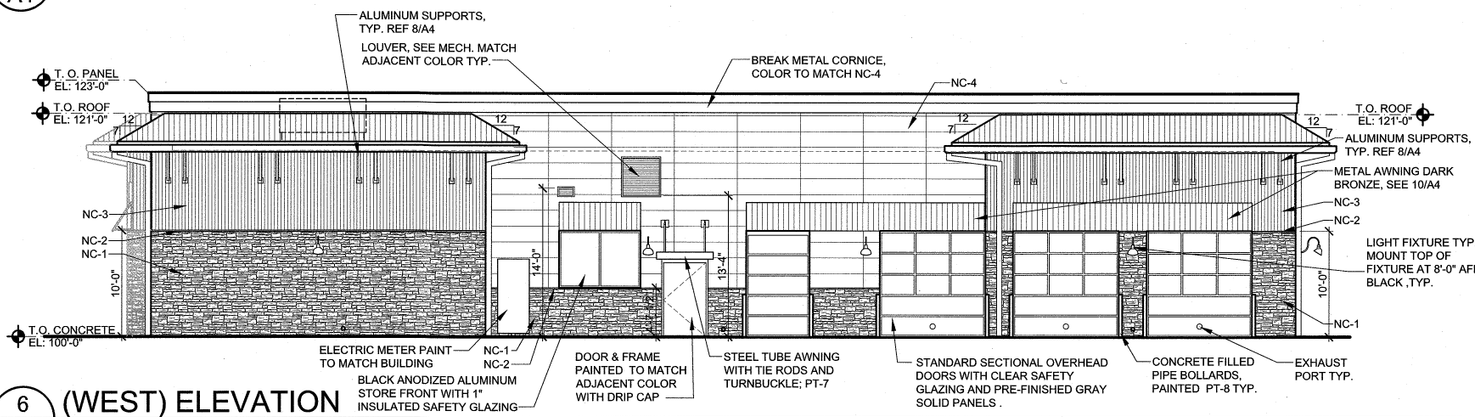 A1
ALUMINUM SUPPORTS,
TYP. REF 8/A4
LOUVER, SEE MECH. MATCH
ADJACENT COLOR TYP.
BREAK METAL CORNICE,
COLOR TO MATCH NC-4
NC-4
T. O. PANEL
EL: 123'-0"
T.O. ROOF
EL: 121'-0"
T.O. ROOF
EL: 121'-0"
12
7
12
7
12
7
12
7
ALUMINUM SUPPORTS,
TYP. REF 8/A4
METAL AWNING DARK
BRONZE, SEE 10/A4
NC-3
NC-2
NC-3
NC-2
NC-1
LIGHT FIXTURE TYP
MOUNT TOP OF
FIXTURE AT 8'-0" AF
BLACK ,TYP.
10'-0"
14'-0"
13'-4"
10'-0"
NC-1
T.O. CONCRETE
EL: 100'-0"
ELECTRIC METER PAINT
TO MATCH BUILDING
NC-1
NC-2
BLACK ANODIZED ALUMINUM
STORE FRONT WITH 1"
INSULATED SAFETY GLAZING
DOOR & FRAME
PAINTED TO MATCH
ADJACENT COLOR
WITH DRIP CAP
STEEL TUBE AWNING
WITH TIE RODS AND
TURNBUCKLE; PT-7
STANDARD SECTIONAL OVERHEAD
DOORS WITH CLEAR SAFETY
GLAZING AND PRE-FINISHED GRAY
SOLID PANELS .
CONCRETE FILLED
PIPE BOLLARDS,
PAINTED PT-8 TYP.
EXHAUST
PORT TYP.
6
(WEST) ELEVATION